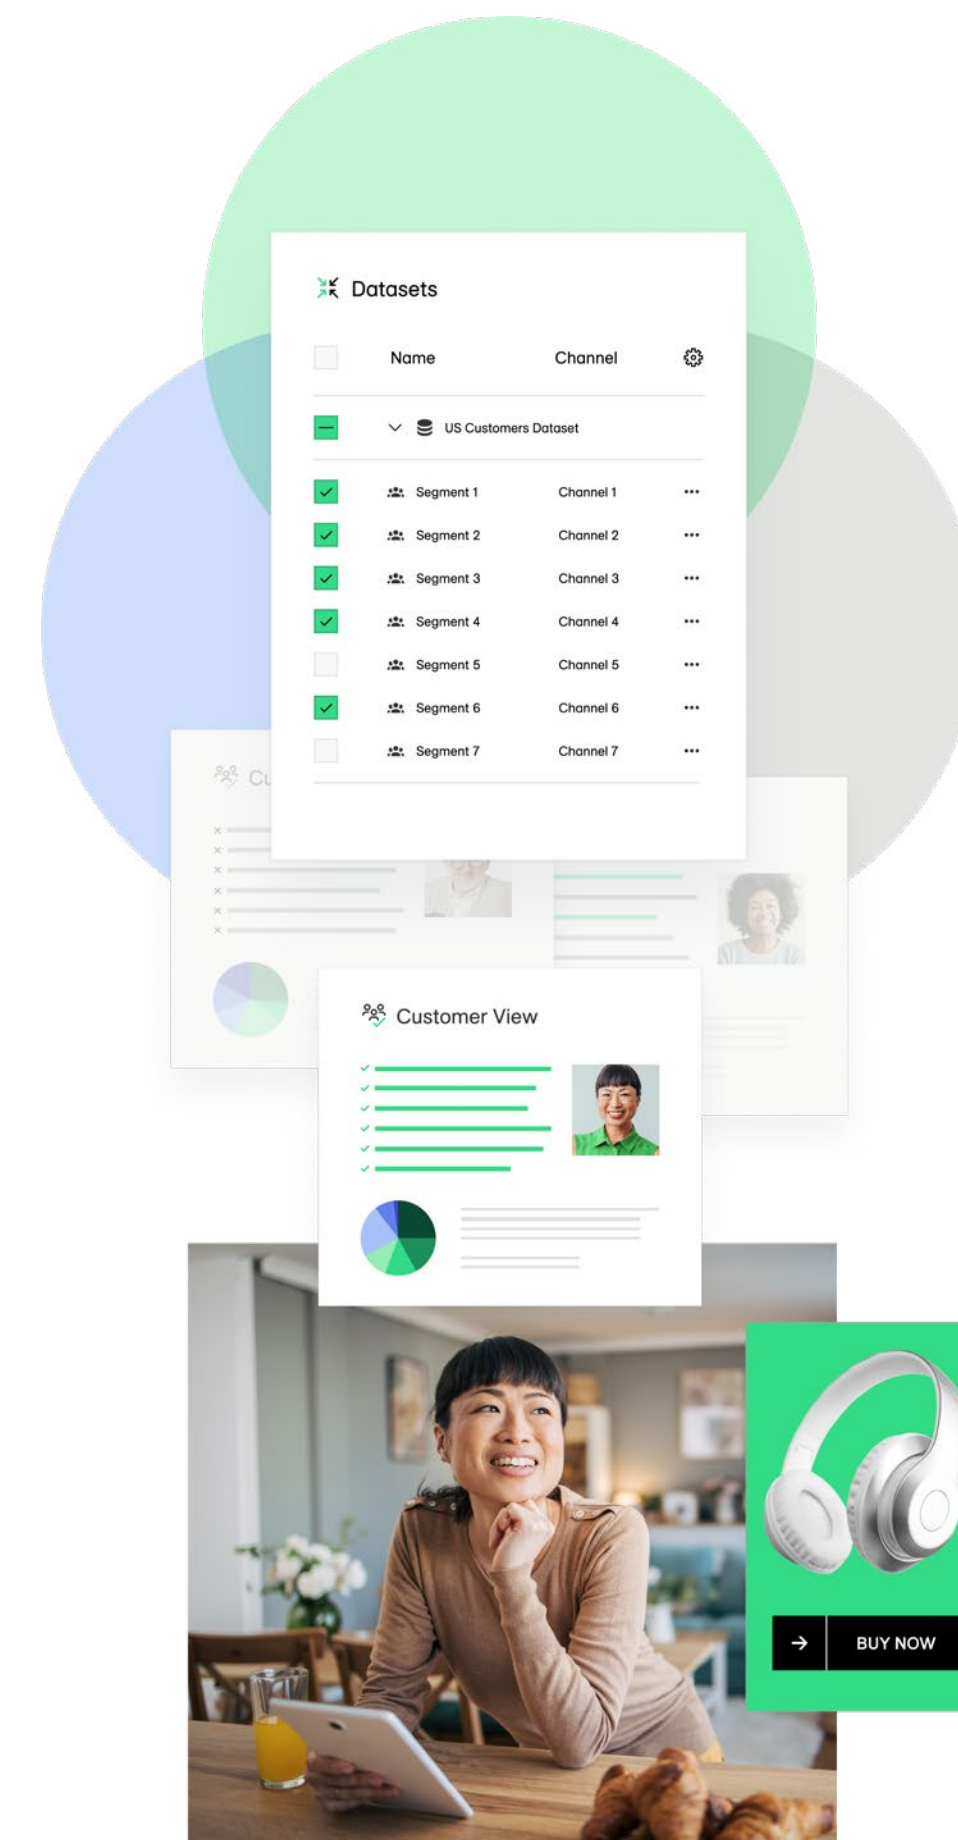 Datasets
Name Channel
US Customers Dataset
Segment 1 Channel 1
Segment 2 Channel 2
Segment 3 Channel 3
Segment 4 Channel 4
Segment 5 Channel 5
Segment 6 Channel 6
Segment 7 Channel 7
Cu
Customer View
BUY NOW